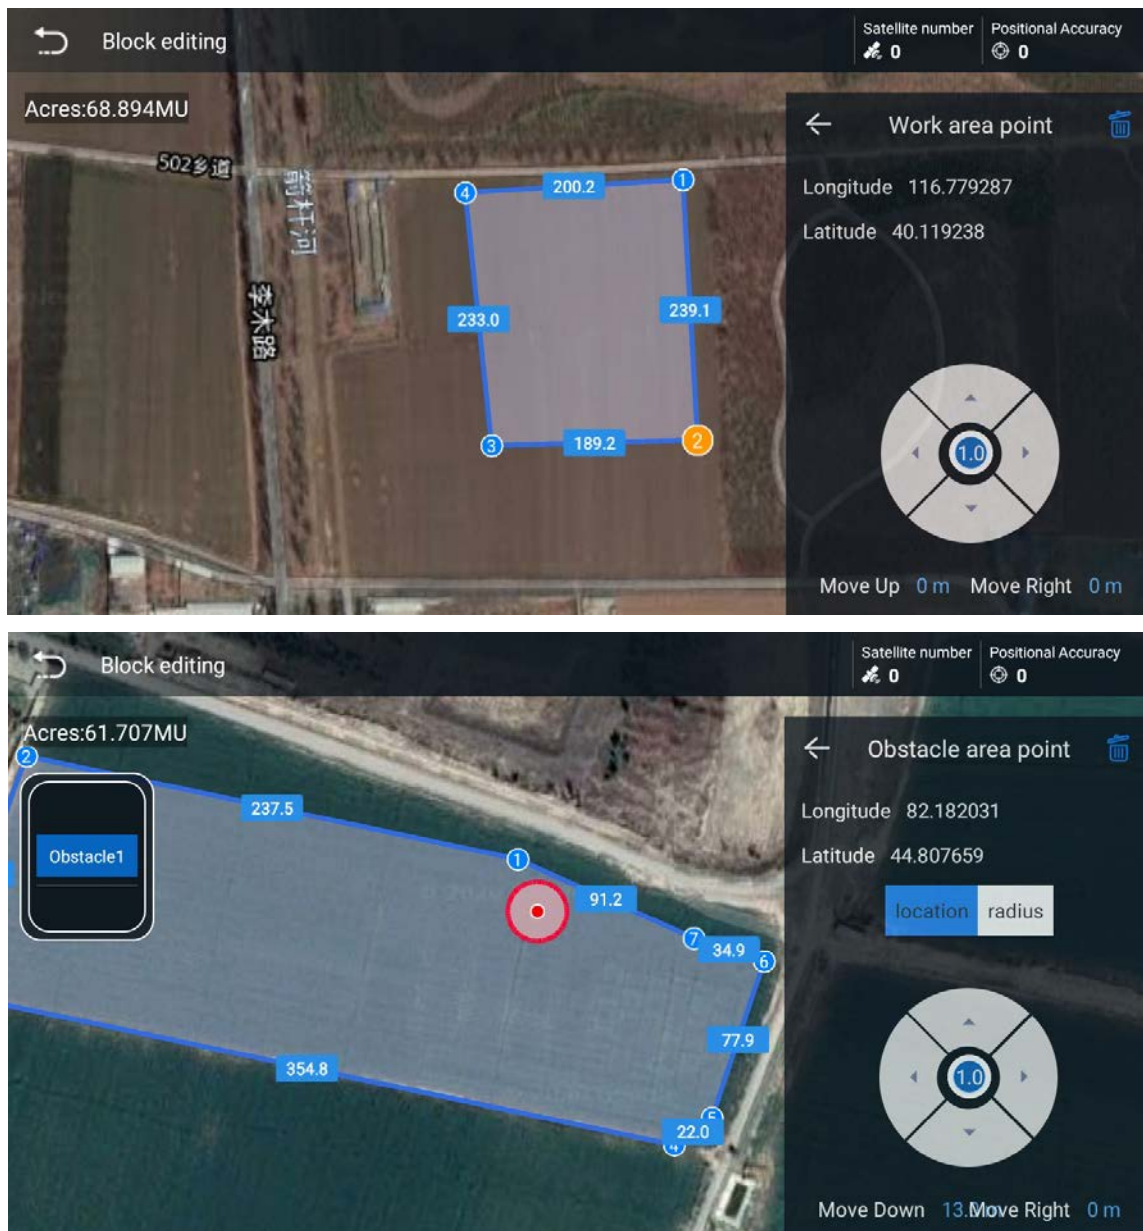 Block editing
Satellite number
0
Positional Accuracy
0
Acres:68.894MU
Work area point
Longitude 116.779287
Latitude 40.119238
502乡道
李木路
4
200.2
1
233.0
239.1
3
189.2
2
1.0
Move Up 0 m Move Right 0 m
Block editing
Satellite number
0
Positional Accuracy
0
Acres:61.707MU
Obstacle area point
Longitude 82.182031
Latitude 44.807659
location radius
2
237.5
Obstacle1
1
91.2
7
34.9
6
77.9
354.8
5
22.0
4
1.0
Move Down 13. Move Right 0 m